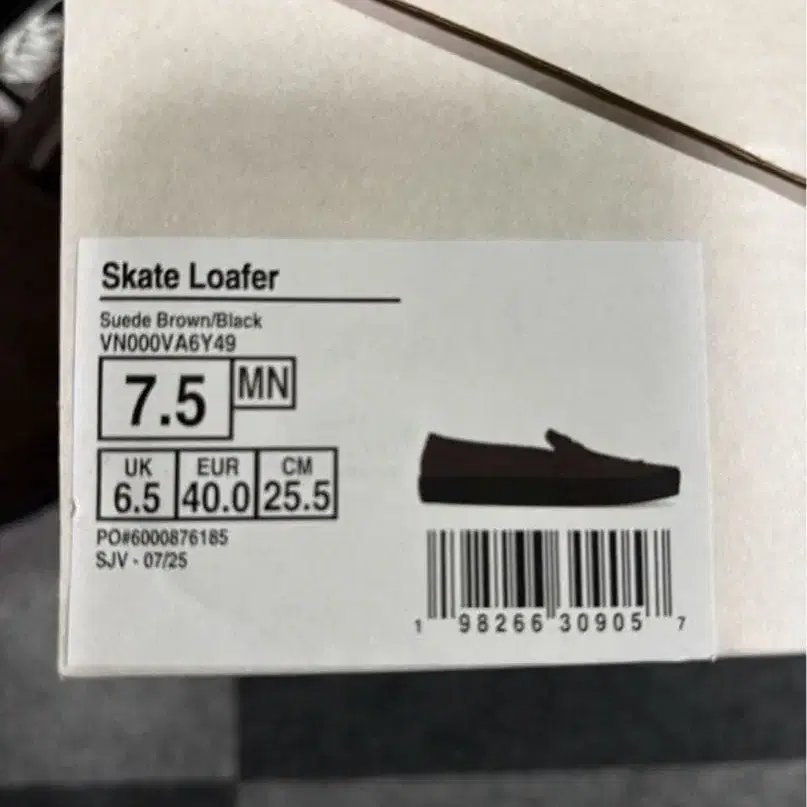 Skate Loafer
Suede Brown/Black
VN000VA6Y49
7.5 MN
UK EUR CM
6.5 40.0 25.5
PO#6000876185
SJV - 07/25
1 98266 30905 7